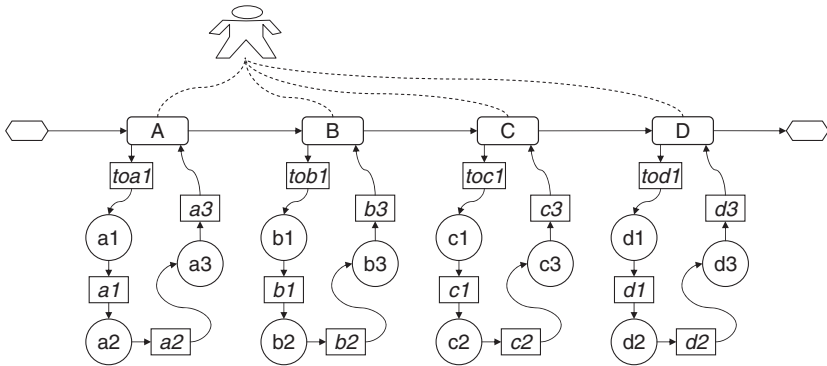 A B C D
toa1 tob1 toc1 tod1
a3 b3 c3 d3
a1 b1 c1 d1
a3 b3 c3 d3
a1 b1 c1 d1
a2 a2 b2 b2 c2 c2 d2 d2